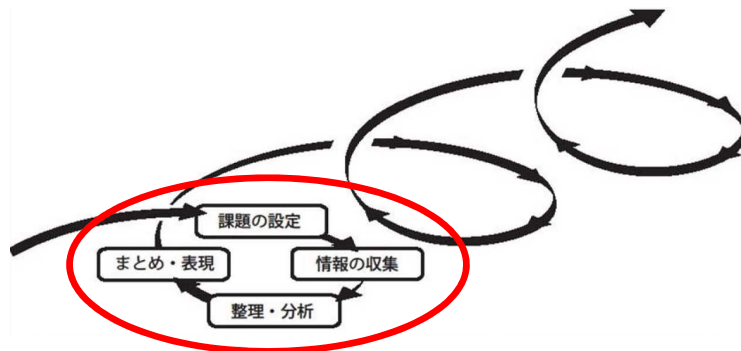 課題の設定
まとめ・表現
情報の収集
整理・分析